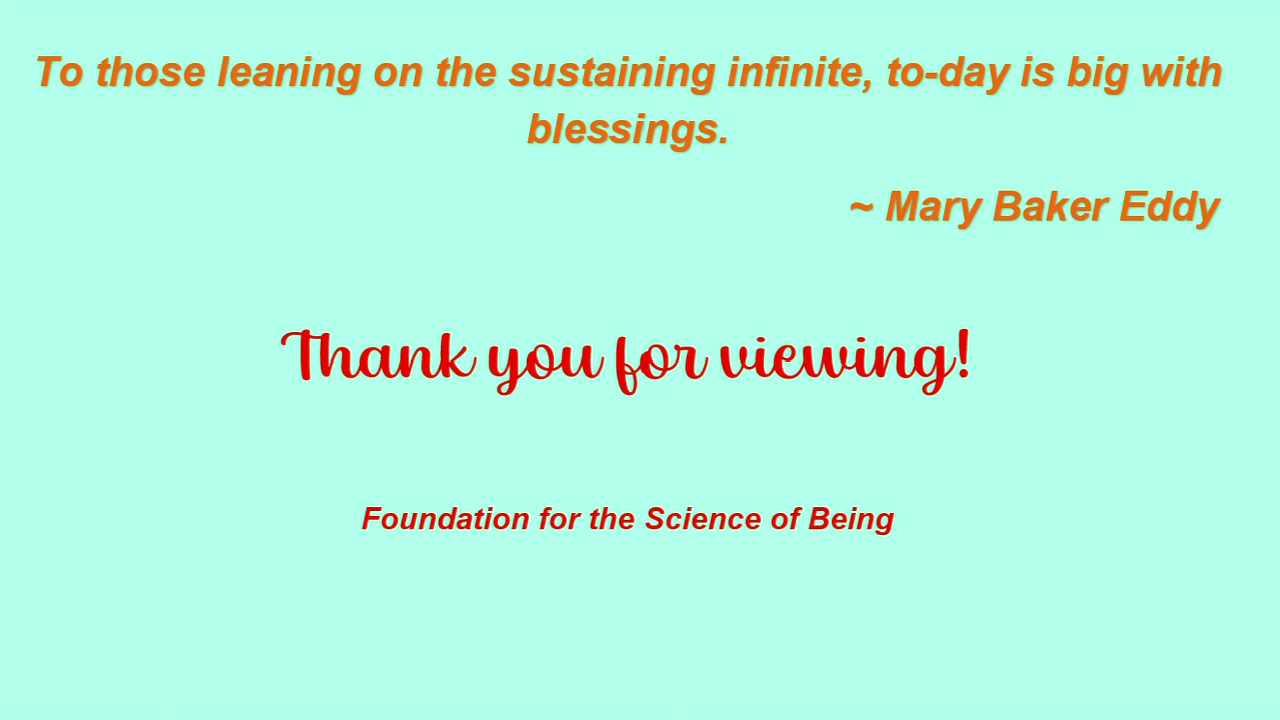 To those leaning on the sustaining infinite, to-day is big with
blessings.
~ Mary Baker Eddy
Thank you for viewing!
Foundation for the Science of Being